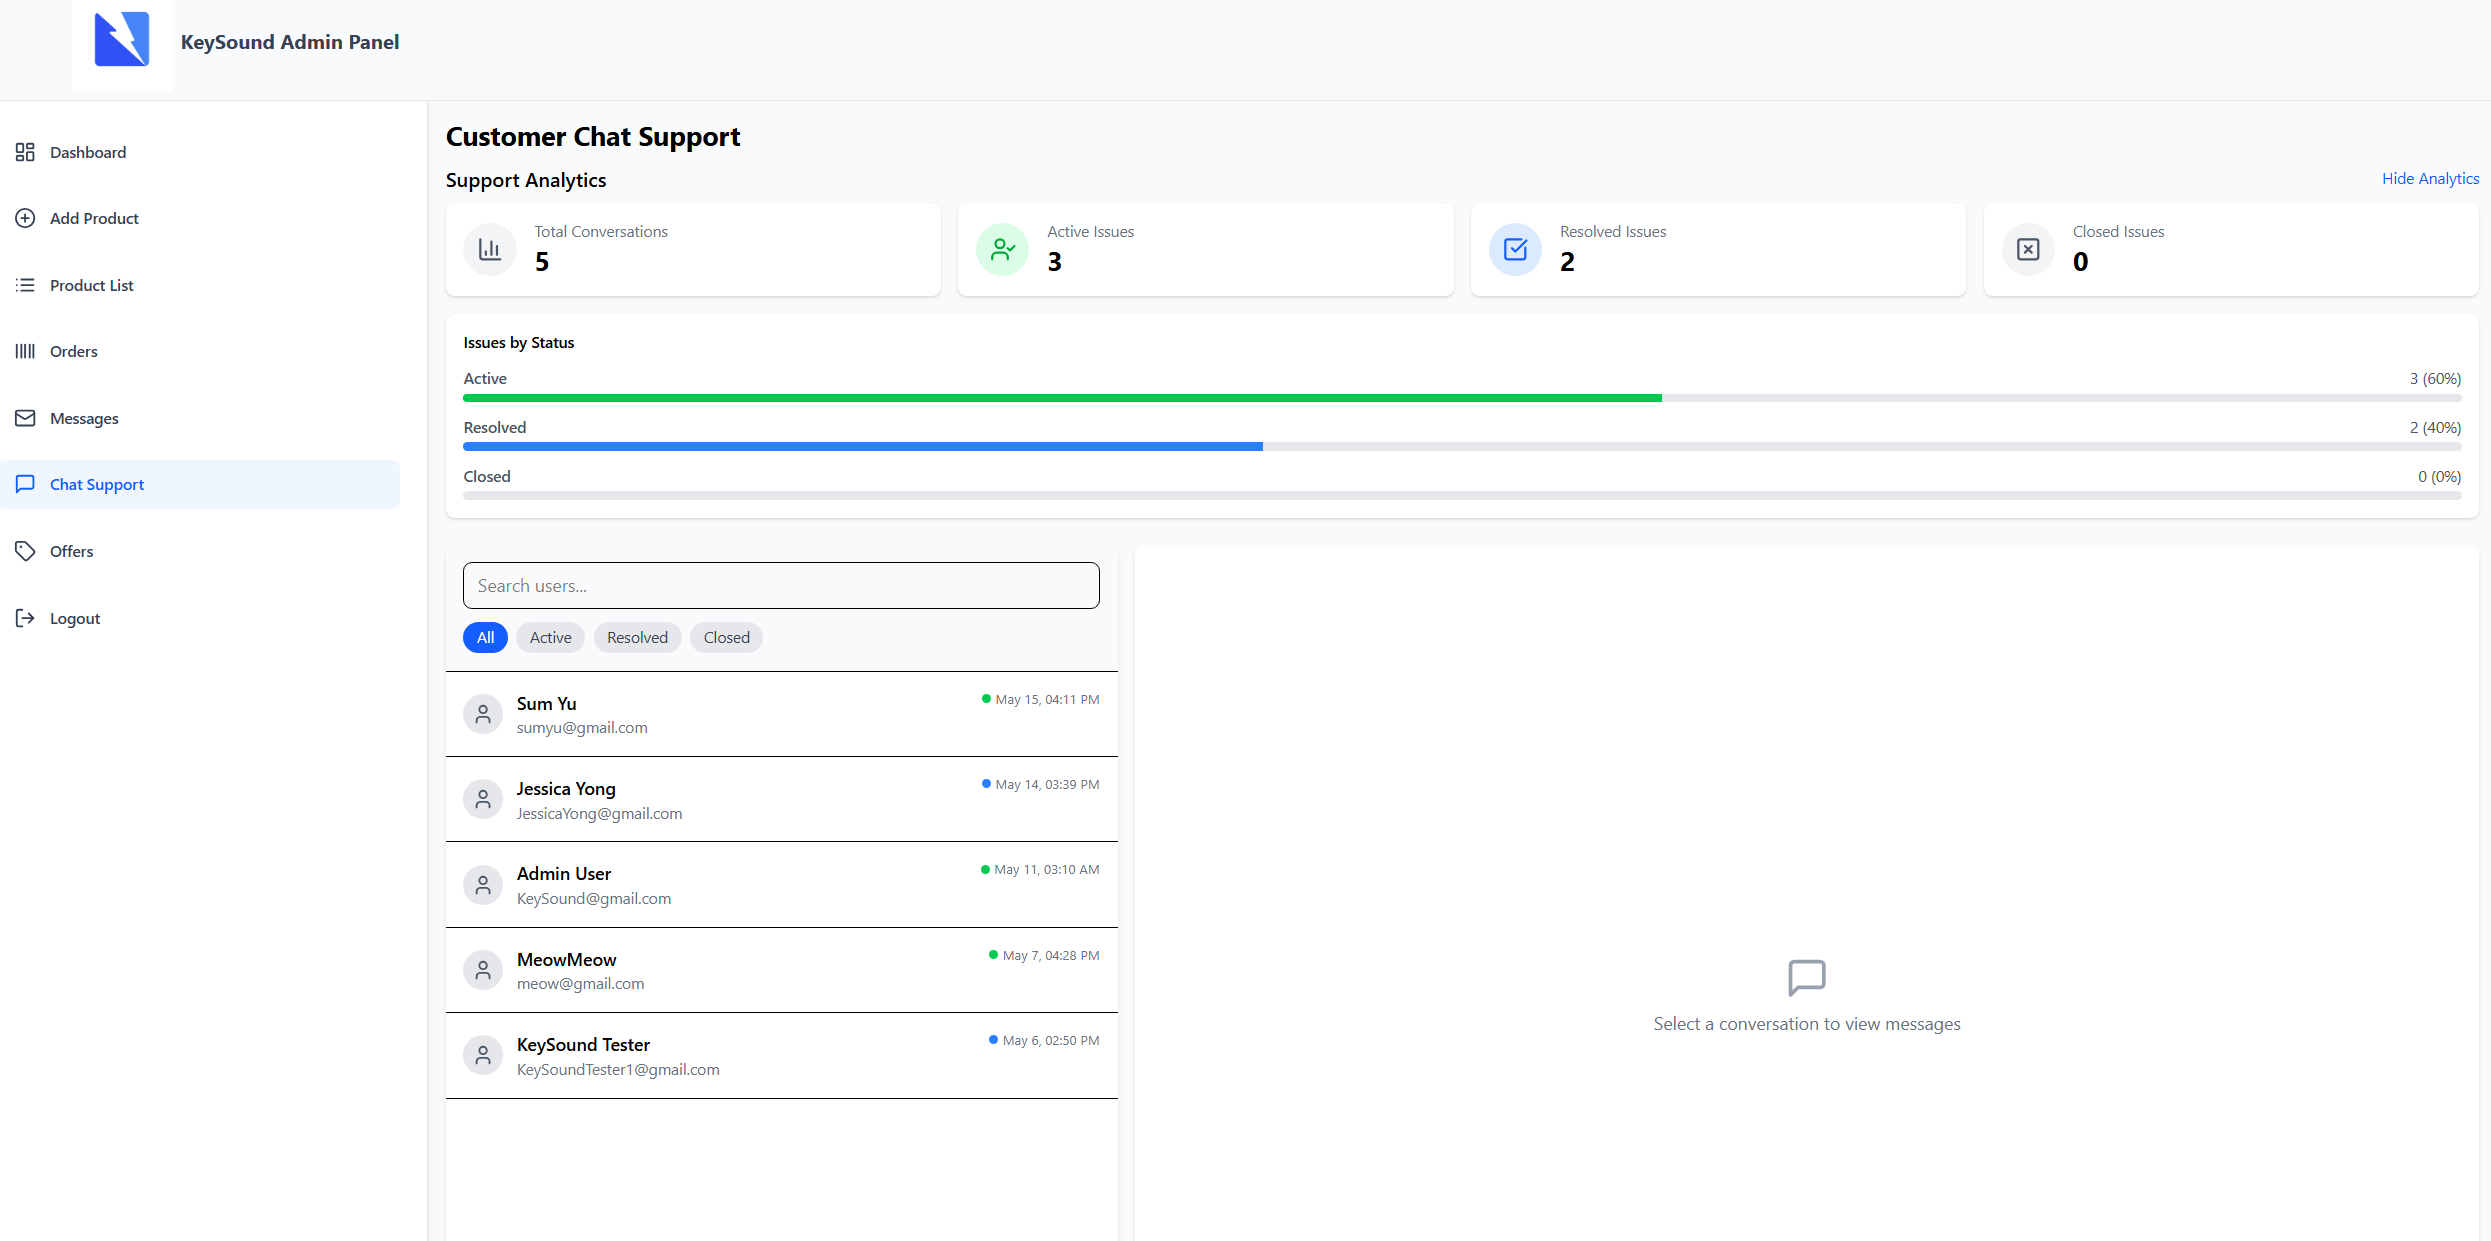 KeySound Admin Panel
Dashboard
Add Product
Product List
Orders
Messages
Chat Support
Offers
Logout
Customer Chat Support
Support Analytics
Hide Analytics
Total Conversations
5
Active Issues
3
Resolved Issues
2
Closed Issues
0
Issues by Status
Active
3 (60%)
Resolved
2 (40%)
Closed
0 (0%)
Search users...
All
Active
Resolved
Closed
Sum Yu
May 15, 04:11 PM
sumyu@gmail.com
Jessica Yong
May 14, 03:39 PM
JessicaYong@gmail.com
Admin User
May 11, 03:10 AM
KeySound@gmail.com
MeowMeow
May 7, 04:28 PM
meow@gmail.com
KeySound Tester
May 6, 02:50 PM
KeySoundTester1@gmail.com
Select a conversation to view messages